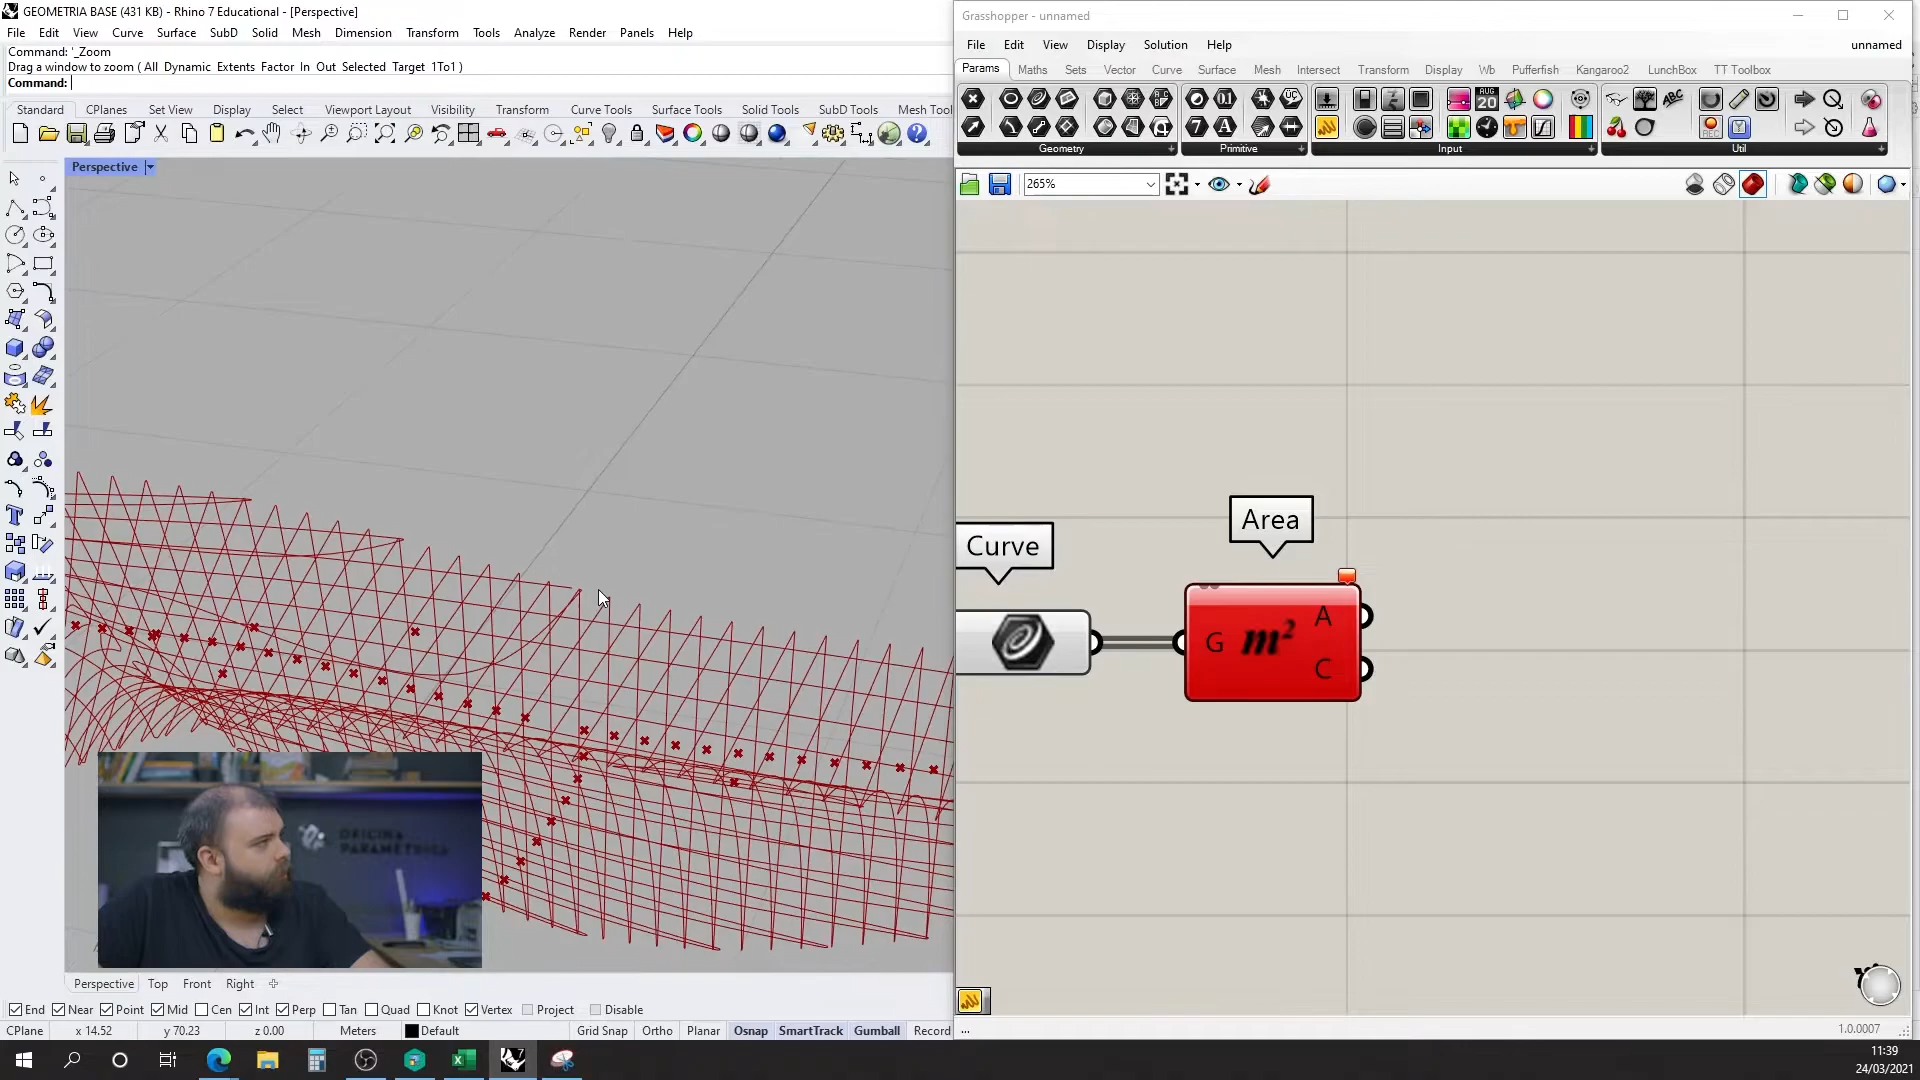 GEOMETRIA BASE (431 KB) - Rhino 7 Educational - [Perspective]
File Edit View Curve Surface SubD Solid Mesh Dimension Transform Tools Analyze Render Panels Help
Command: '_Zoom
Drag a window to zoom ( All Dynamic Extents Factor In Out Selected Target 1To1 )
Command:
Standard CPlanes Set View Display Select Viewport Layout Visibility Transform Curve Tools Surface Tools Solid Tools SubD Tools Mesh Tool
Perspective
ORICINA
PARAMETRICA
Perspective Top Front Right
End Near Point Mid Cen Int Perp Tan Quad Knot Vertex Project Disable
CPlane x 14.52 y 70.23 z 0.00 Meters Default Grid Snap Ortho Planar Osnap SmartTrack Gumball Record
Grasshopper - unnamed
File Edit View Display Solution Help unnamed
Params Maths Sets Vector Curve Surface Mesh Intersect Transform Display Wb Pufferfish Kangaroo2 LunchBox TT Toolbox
Geometry Primitive Input Util
265%
Curve
Area
G m² A
C
...
1.0.0007
11:39
24/03/2021